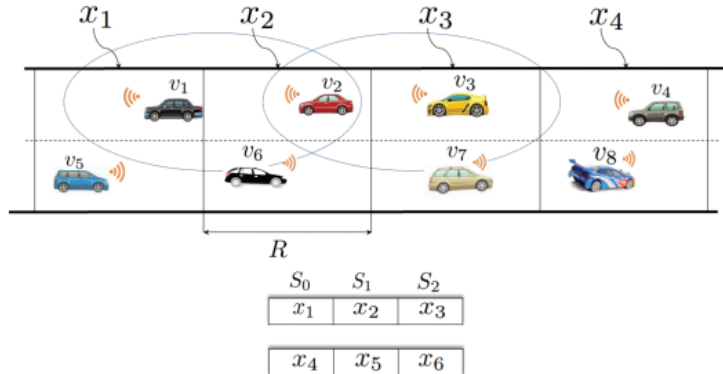 x₁ x₂ x₃ x₄
v₁ v₂ v₃ v₄
v₅ v₆ v₇ v₈
R
S₀ S₁ S₂
x₁ x₂ x₃
x₄ x₅ x₆